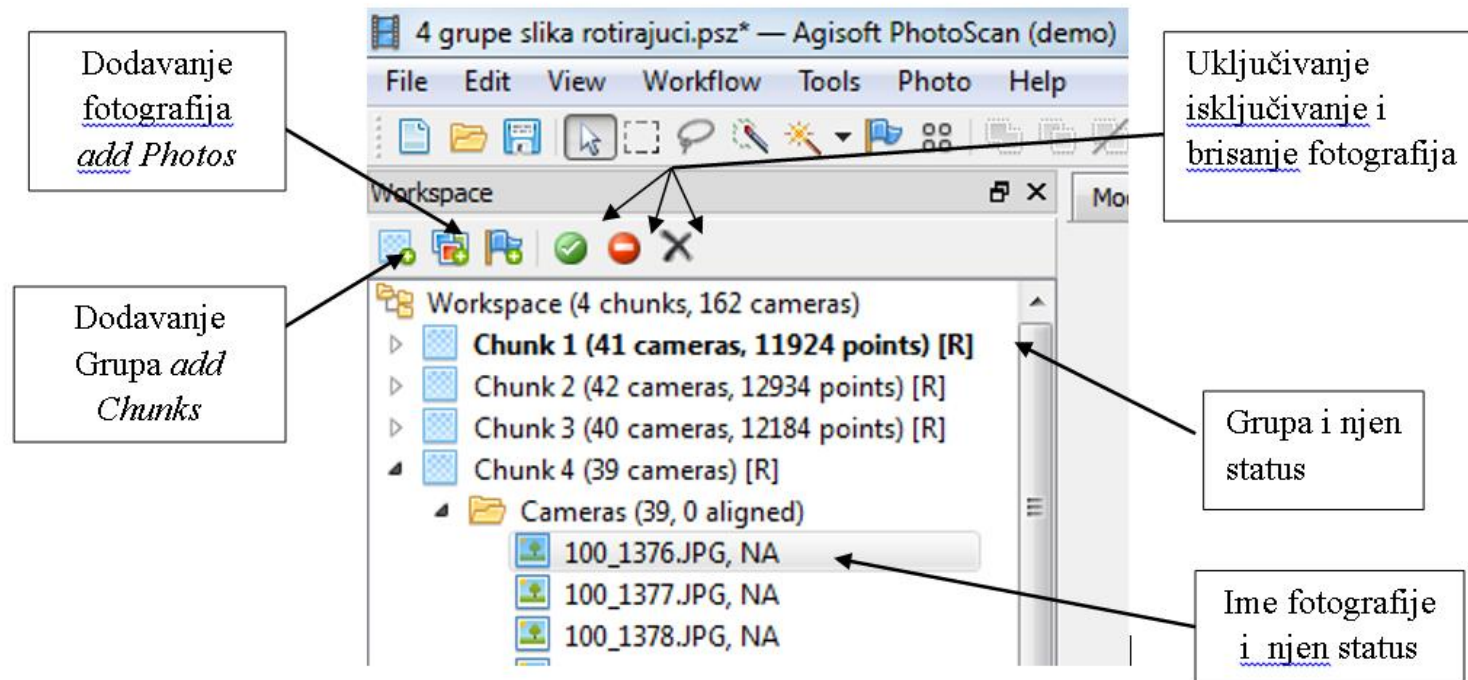 Dodavanje
fotografija
add Photos
Dodavanje
Grupa add
Chunks
4 grupe slika rotirajuci.psz* — Agisoft PhotoScan (demo)
File Edit View Workflow Tools Photo Help
Workspace
Workspace (4 chunks, 162 cameras)
Chunk 1 (41 cameras, 11924 points) [R]
Chunk 2 (42 cameras, 12934 points) [R]
Chunk 3 (40 cameras, 12184 points) [R]
Chunk 4 (39 cameras) [R]
Cameras (39, 0 aligned)
100_1376.JPG, NA
100_1377.JPG, NA
100_1378.JPG, NA
Uključivanje
isključivanje i
brisanje fotografija
Grupa i njen
status
Ime fotografije
i njen status